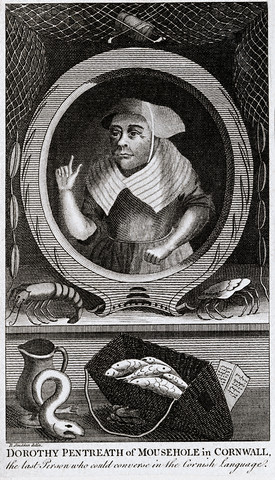 DOROTHY PENTREATH of MOUSEHOLE in CORNWALL,
the last Person who could converse in the Cornish Language.